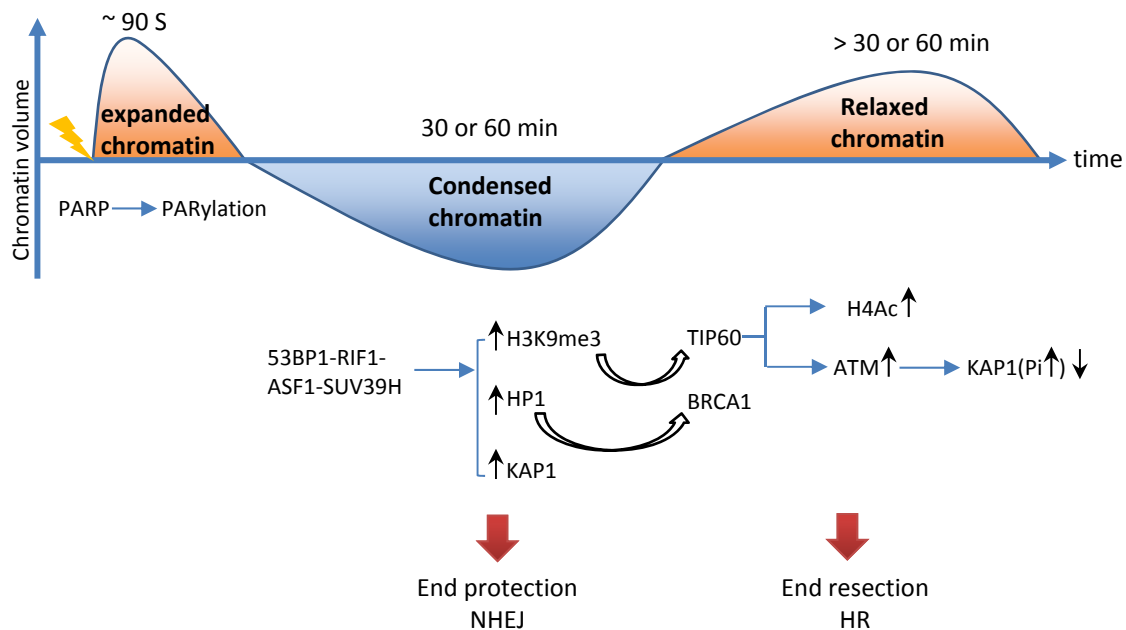 ~ 90 S
> 30 or 60 min
expanded
chromatin
30 or 60 min
Relaxed
chromatin
Chromatin volume
time
PARP PARylation
Condensed
chromatin
H4Ac
H3K9me3 TIP60
53BP1-RIF1-
ASF1-SUV39H
ATM KAP1(Pi )
HP1 BRCA1
KAP1
End protection
NHEJ
End resection
HR